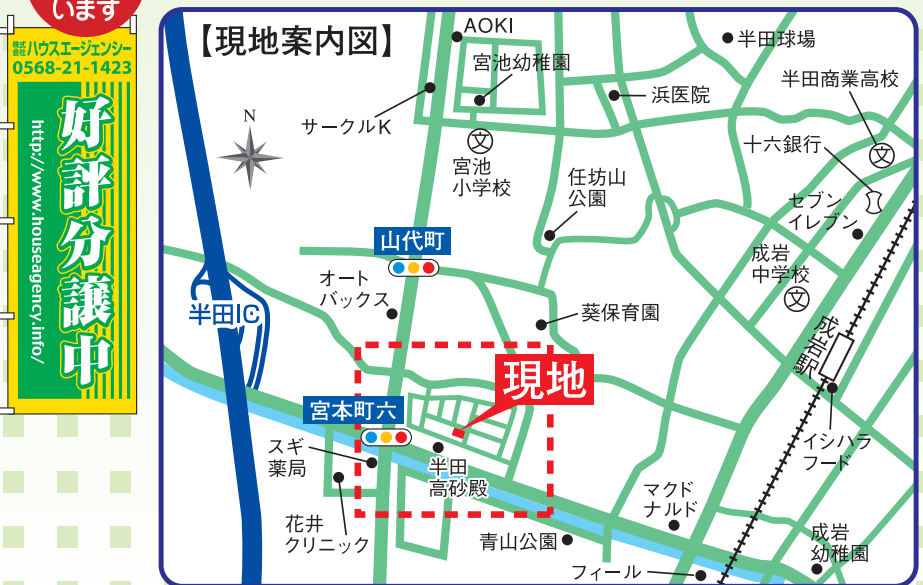 います
株式会社ハウスエージェンシー
0568-21-1423
好評分譲中
http://www.houseagency.info/
【現地案内図】
N
AOKI
宮池幼稚園
サークルK
宮池
小学校
文
半田球場
浜医院
半田商業高校
文
十六銀行
任坊山
公園
セブン
イレブン
成岩
中学校
文
山代町
オート
バックス
半田IC
葵保育園
成岩駅
現地
宮本町六
スギ
薬局
半田
高砂殿
イシハラ
フード
花井
クリニック
マクド
ナルド
青山公園
成岩
幼稚園
フィール